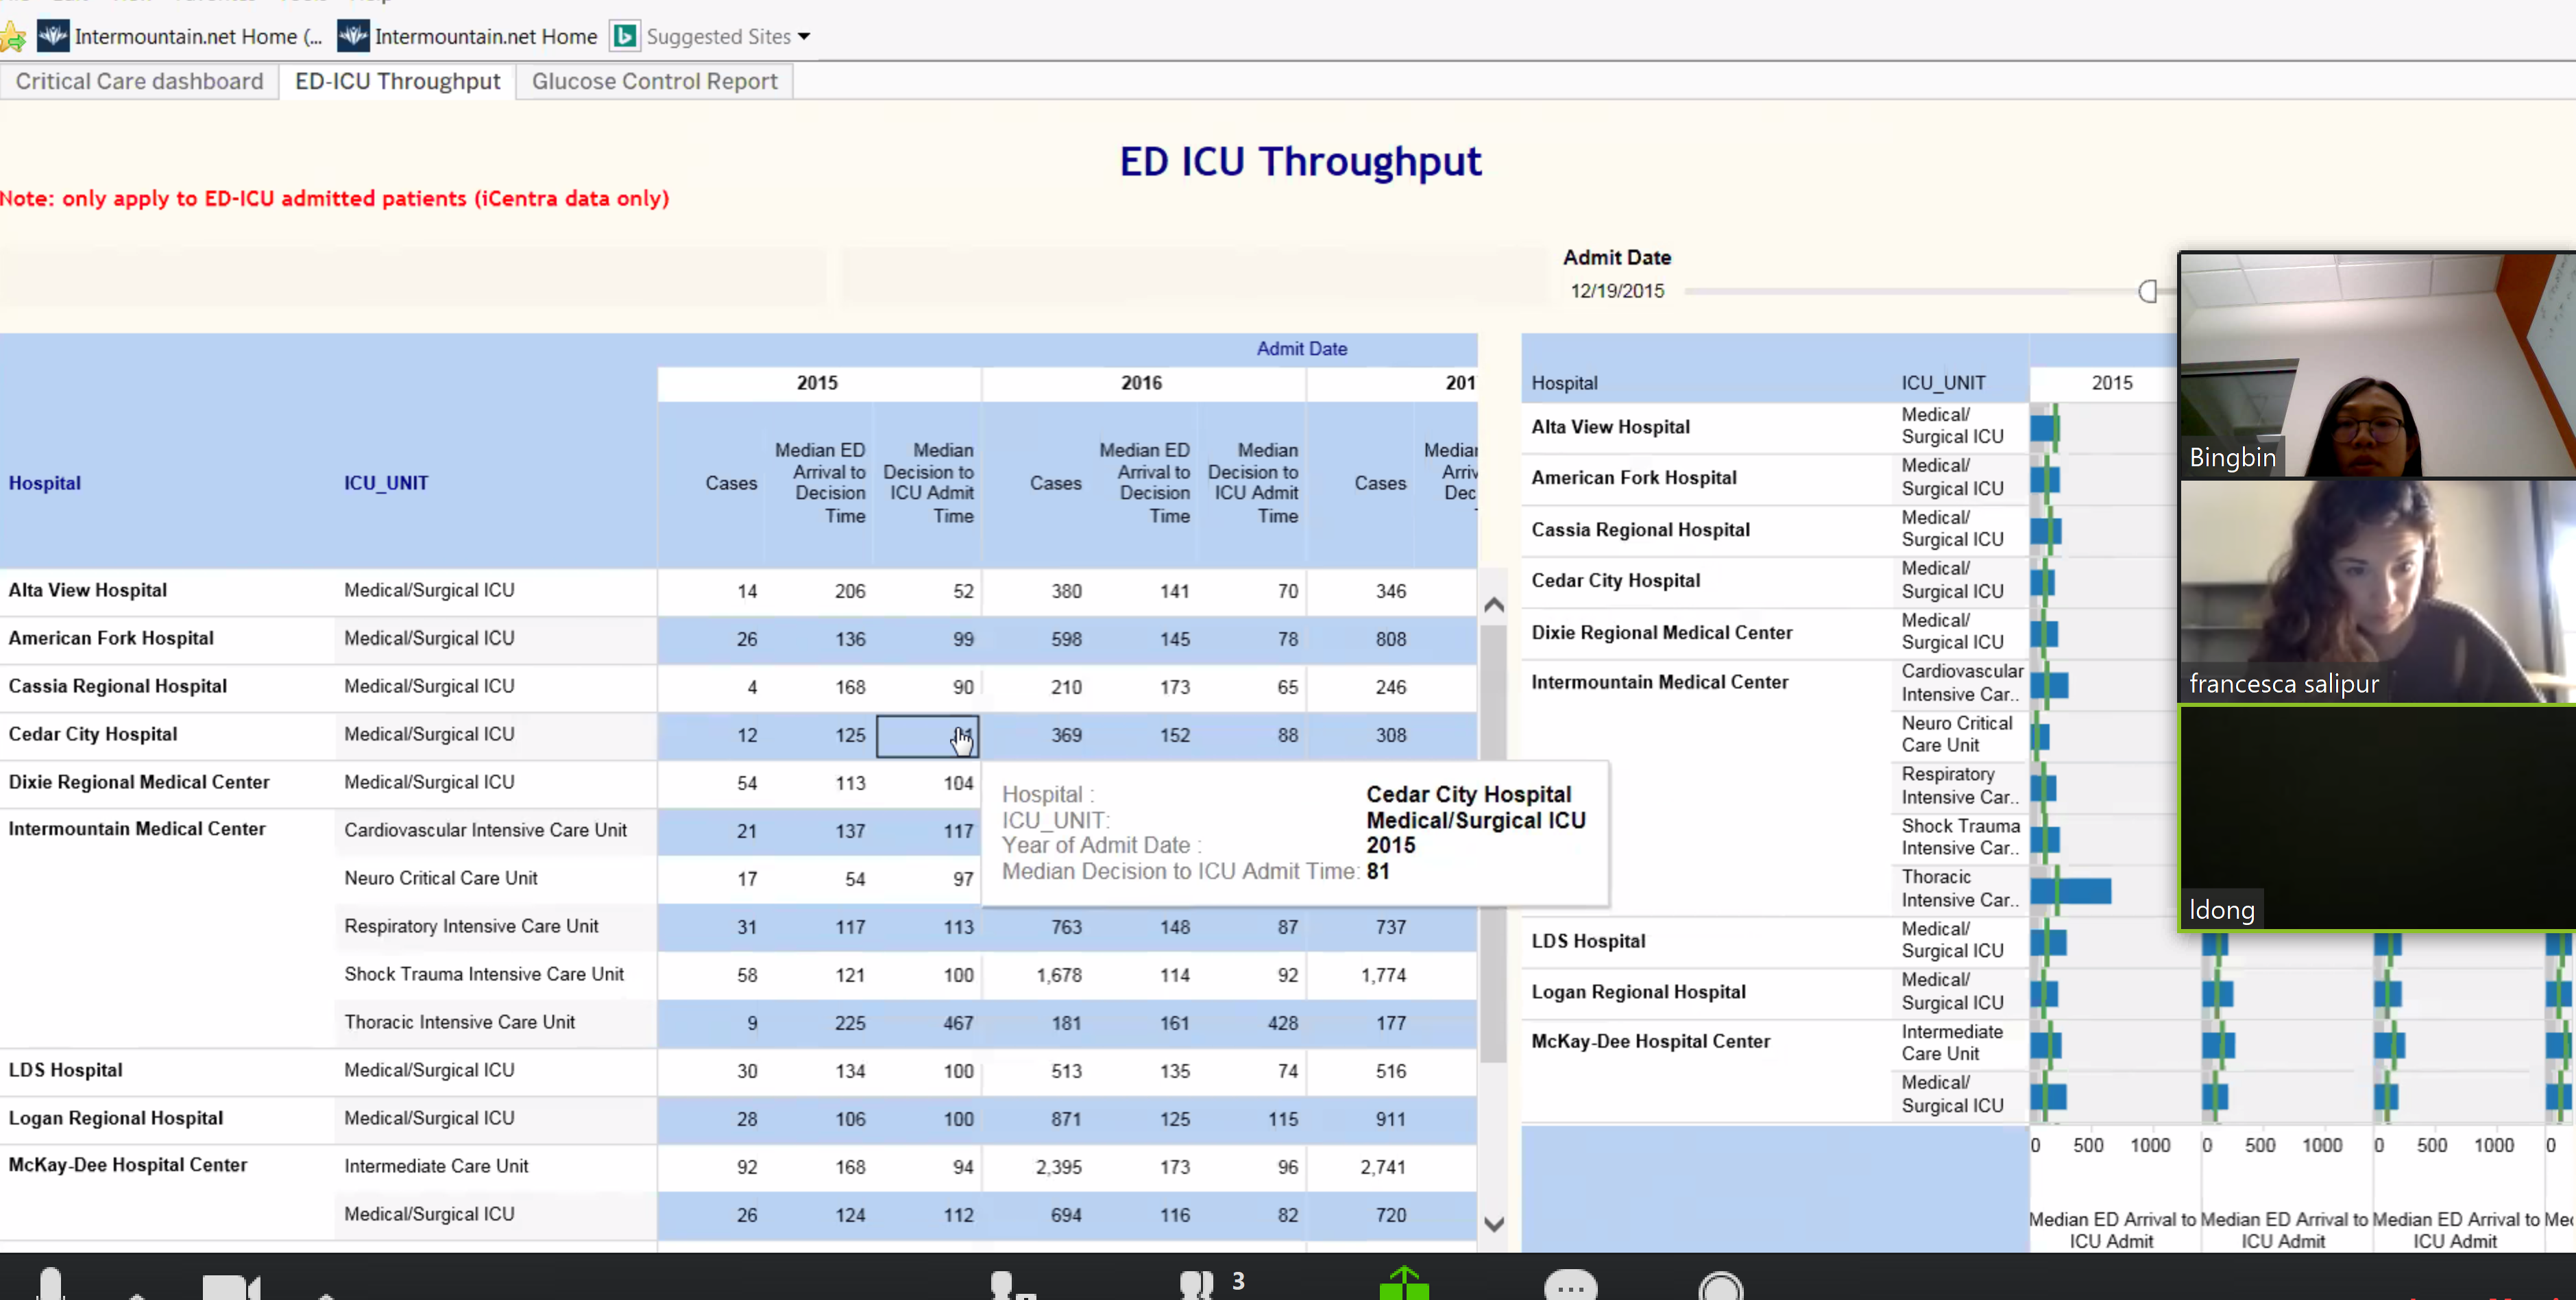 Intermountain.net Home (... Intermountain.net Home Suggested Sites
Critical Care dashboard ED-ICU Throughput Glucose Control Report
ED ICU Throughput
Note: only apply to ED-ICU admitted patients (iCentra data only)
Admit Date
12/19/2015
Admit Date
2015 2016 201
Hospital ICU_UNIT Cases Median ED Arrival to Decision Time Median Decision to ICU Admit Time Cases Median ED Arrival to Decision Time Median Decision to ICU Admit Time Cases
Alta View Hospital Medical/Surgical ICU 14 206 52 380 141 70 346
American Fork Hospital Medical/Surgical ICU 26 136 99 598 145 78 808
Cassia Regional Hospital Medical/Surgical ICU 4 168 90 210 173 65 246
Cedar City Hospital Medical/Surgical ICU 12 125 369 152 88 308
Dixie Regional Medical Center Medical/Surgical ICU 54 113 104
Intermountain Medical Center Cardiovascular Intensive Care Unit 21 137 117
Neuro Critical Care Unit 17 54 97
Respiratory Intensive Care Unit 31 117 113 763 148 87 737
Shock Trauma Intensive Care Unit 58 121 100 1,678 114 92 1,774
Thoracic Intensive Care Unit 9 225 467 181 161 428 177
LDS Hospital Medical/Surgical ICU 30 134 100 513 135 74 516
Logan Regional Hospital Medical/Surgical ICU 28 106 100 871 125 115 911
McKay-Dee Hospital Center Intermediate Care Unit 92 168 94 2,395 173 96 2,741
Medical/Surgical ICU 26 124 112 694 116 82 720
Hospital : Cedar City Hospital
ICU_UNIT: Medical/Surgical ICU
Year of Admit Date : 2015
Median Decision to ICU Admit Time: 81
Hospital ICU_UNIT 2015
Alta View Hospital Medical/
Surgical ICU
American Fork Hospital Medical/
Surgical ICU
Cassia Regional Hospital Medical/
Surgical ICU
Cedar City Hospital Medical/
Surgical ICU
Dixie Regional Medical Center Medical/
Surgical ICU
Intermountain Medical Center Cardiovascular
Intensive Car..
Neuro Critical
Care Unit
Respiratory
Intensive Car..
Shock Trauma
Intensive Car..
Thoracic
Intensive Car..
LDS Hospital Medical/
Surgical ICU
Logan Regional Hospital Medical/
Surgical ICU
McKay-Dee Hospital Center Intermediate
Care Unit
Medical/
Surgical ICU
0 500 1000 0 500 1000 0 500 1000 0
Median ED Arrival to Median ED Arrival to Median ED Arrival to
ICU Admit ICU Admit ICU Admit
Bingbin
francesca salipur
ldong
3